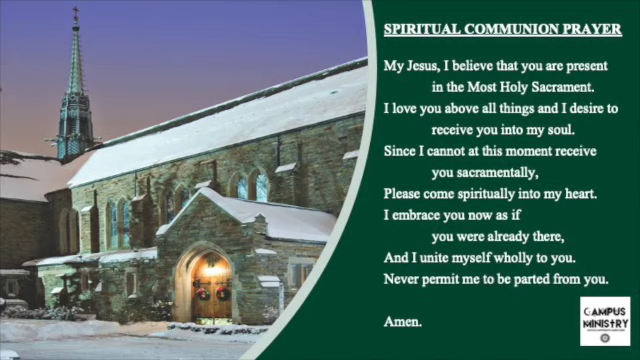 SPIRITUAL COMMUNION PRAYER
My Jesus, I believe that you are present
in the Most Holy Sacrament.
I love you above all things and I desire to
receive you into my soul.
Since I cannot at this moment receive
you sacramentally,
Please come spiritually into my heart.
I embrace you now as if
you were already there,
And I unite myself wholly to you.
Never permit me to be parted from you.
Amen.
CAMPUS
MINISTRY